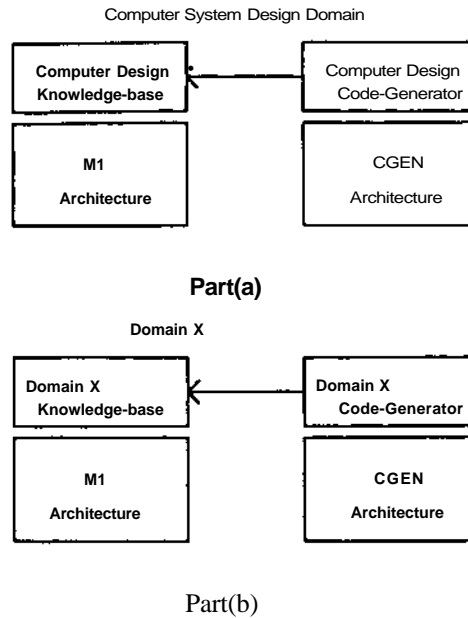 Computer System Design Domain
Computer Design
Knowledge-base
Computer Design
Code-Generator
M1
Architecture
CGEN
Architecture
Part(a)
Domain X
Domain X
Knowledge-base
Domain X
Code-Generator
M1
Architecture
CGEN
Architecture
Part(b)